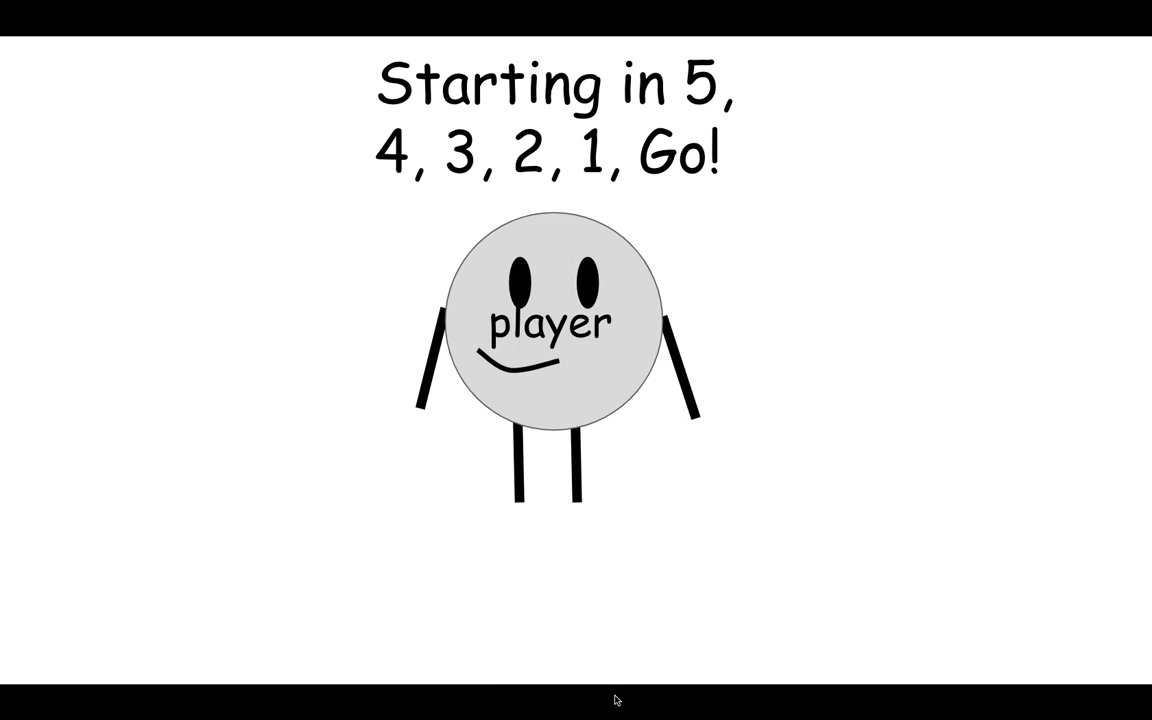 Starting in 5,
4, 3, 2, 1, Go!
player